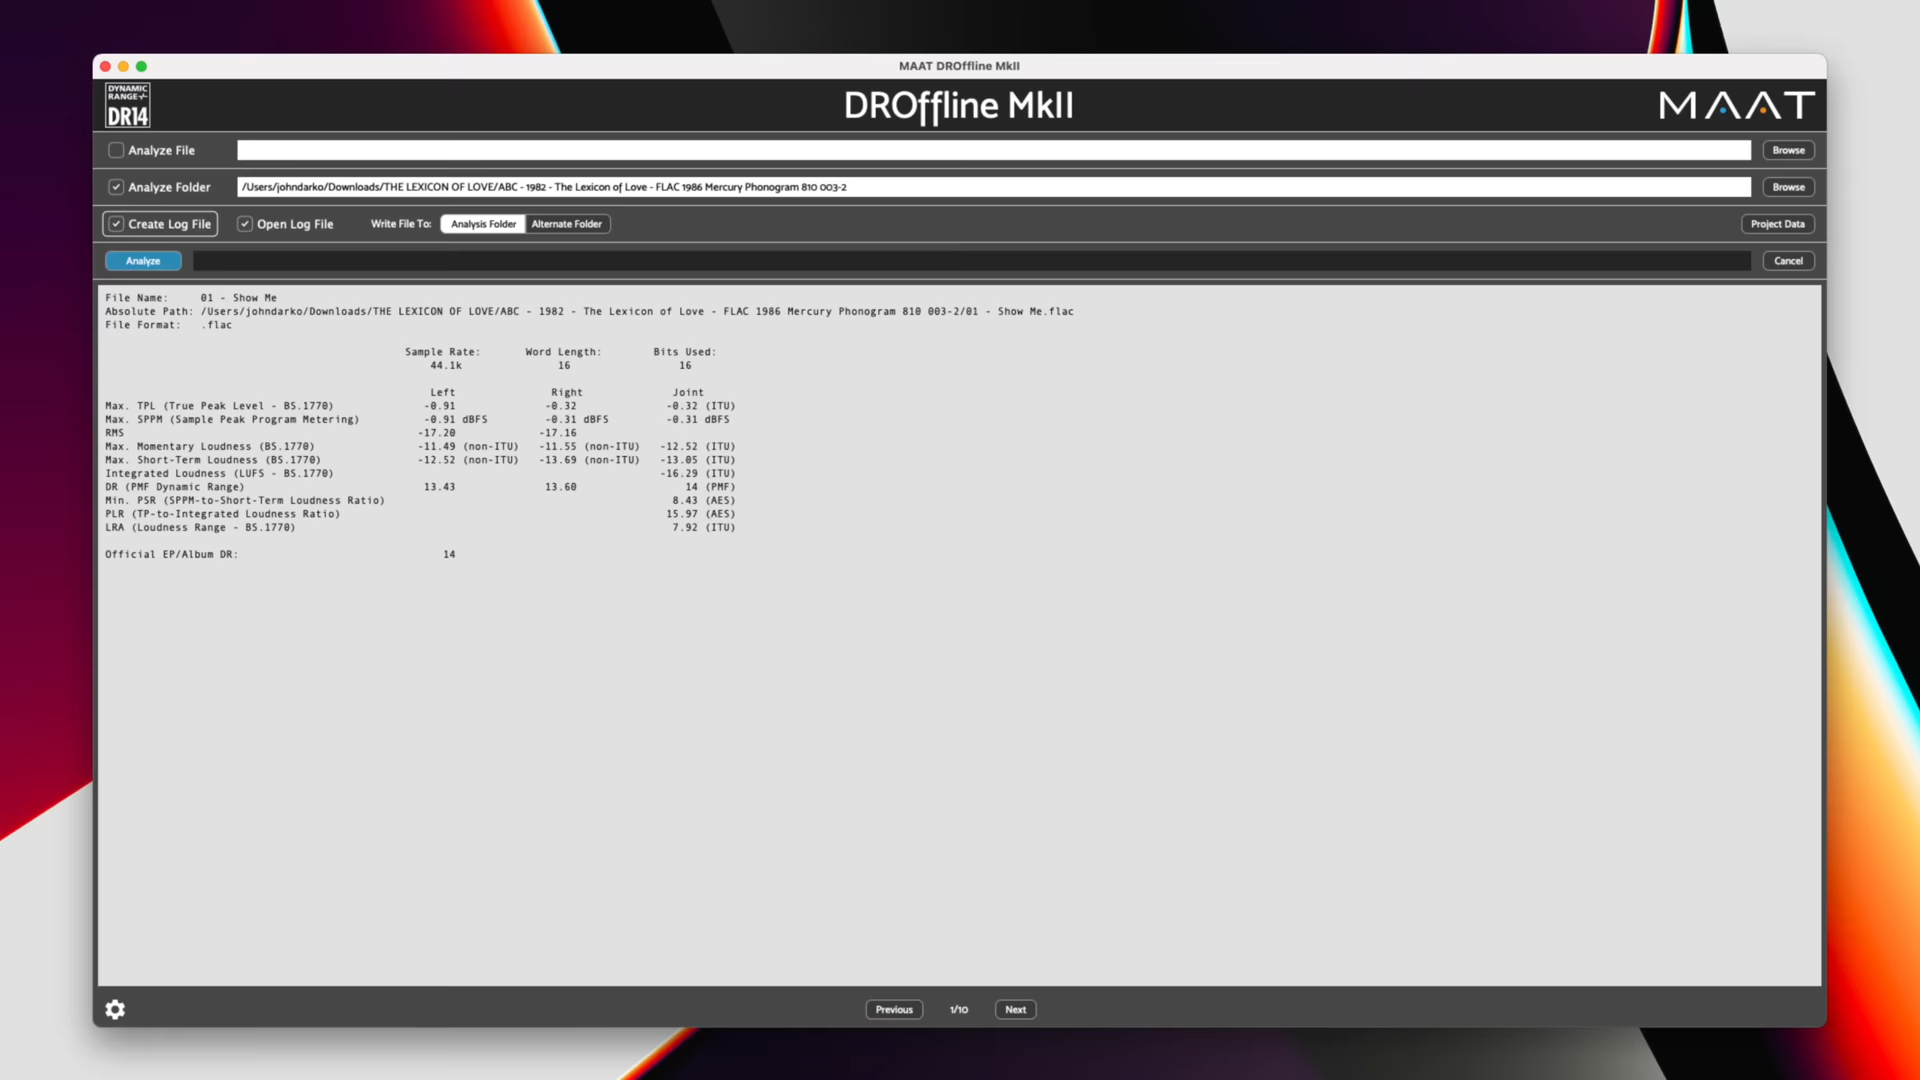 MAAT DROffline MkII
DYNAMIC
RANGE
DR14
DROffline MkII
MAAT
Analyze File
Browse
Analyze Folder /Users/johndarko/Downloads/THE LEXICON OF LOVE/ABC - 1982 - The Lexicon of Love - FLAC 1986 Mercury Phonogram 810 003-2 Browse
Create Log File Open Log File Write File To: Analysis Folder Alternate Folder Project Data
Analyze Cancel
File Name: 01 - Show Me
Absolute Path: /Users/johndarko/Downloads/THE LEXICON OF LOVE/ABC - 1982 - The Lexicon of Love - FLAC 1986 Mercury Phonogram 810 003-2/01 - Show Me.flac
File Format: .flac
Sample Rate: Word Length: Bits Used:
44.1k 16 16
Left Right Joint
Max. TPL (True Peak Level - BS.1770) -0.91 -0.32 -0.32 (ITU)
Max. SPPM (Sample Peak Program Metering) -0.91 dBFS -0.31 dBFS -0.31 dBFS
RMS -17.20 -17.16
Max. Momentary Loudness (BS.1770) -11.49 (non-ITU) -11.55 (non-ITU) -12.52 (ITU)
Max. Short-Term Loudness (BS.1770) -12.52 (non-ITU) -13.69 (non-ITU) -13.05 (ITU)
Integrated Loudness (LUFS - BS.1770) -16.29 (ITU)
DR (PMF Dynamic Range) 13.43 13.60 14 (PMF)
Min. PSR (SPPM-to-Short-Term Loudness Ratio) 8.43 (AES)
PLR (TP-to-Integrated Loudness Ratio) 15.97 (AES)
LRA (Loudness Range - BS.1770) 7.92 (ITU)
Official EP/Album DR: 14
Previous 1/10 Next